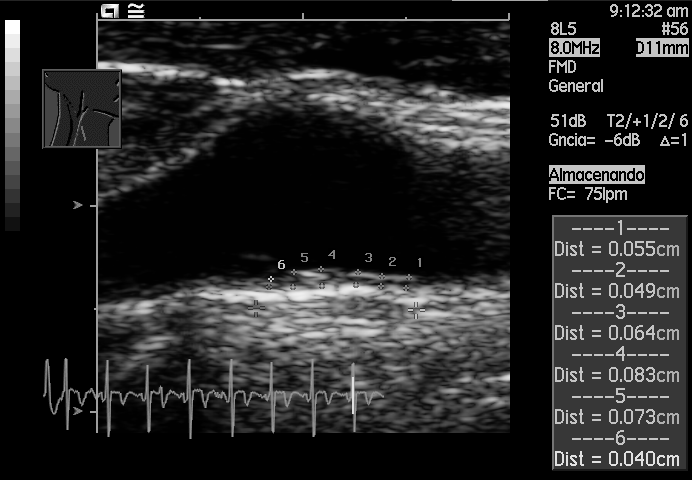 9:12:32 am
8L5 #56
8.0MHz D11mm
FMD
General
51dB T2/+1/2/ 6
Gncia= -6dB Δ=1
Almacenando
FC= 75lpm
6 5 4 3 2 1
----1----
Dist = 0.055cm
----2----
Dist = 0.049cm
----3----
Dist = 0.064cm
----4----
Dist = 0.083cm
----5----
Dist = 0.073cm
----6----
Dist = 0.040cm